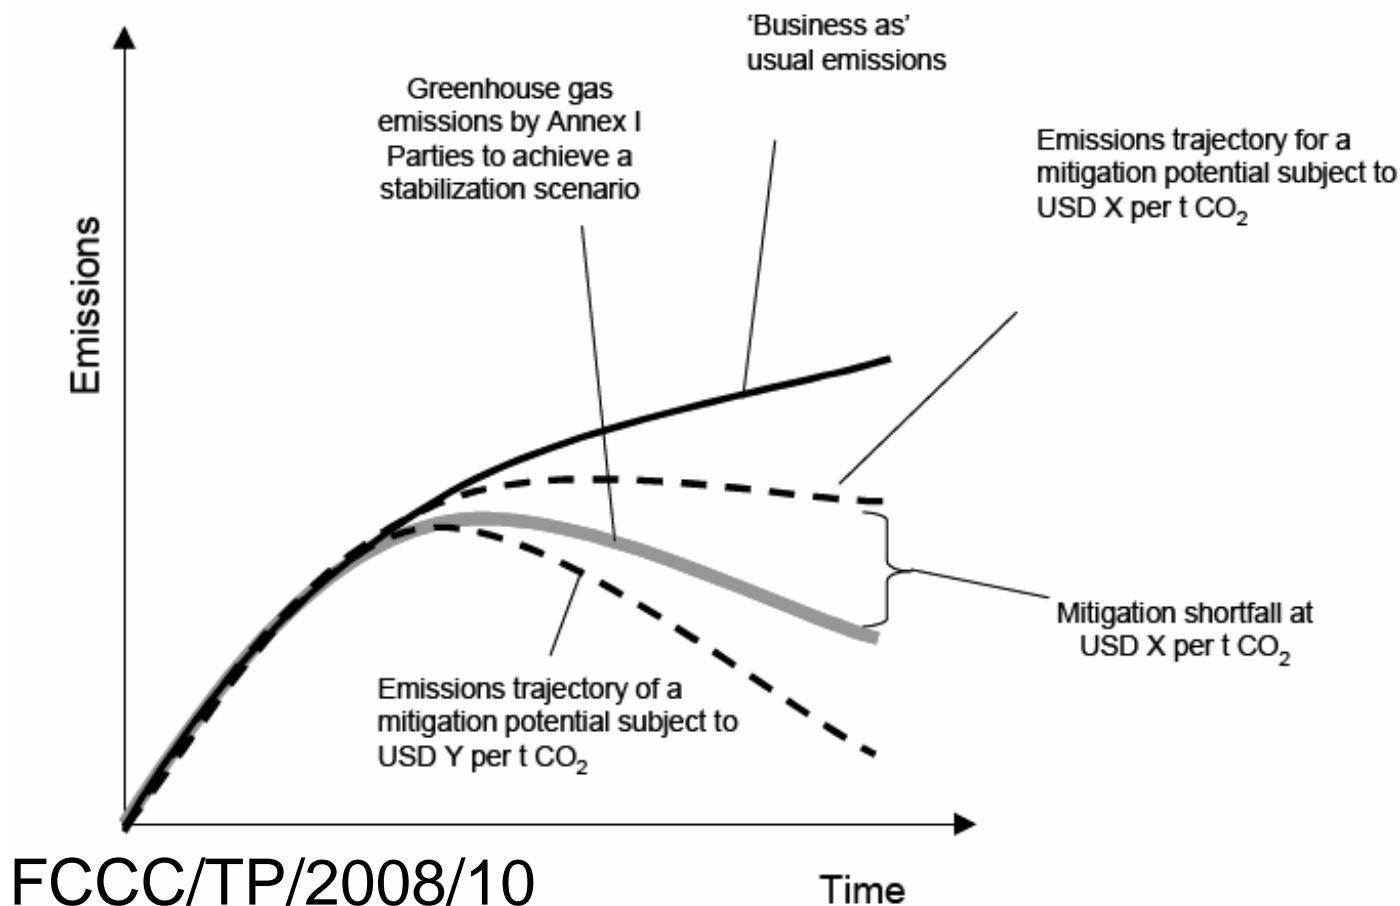 ‘Business as’
usual emissions
Greenhouse gas
emissions by Annex I
Parties to achieve a
stabilization scenario
Emissions trajectory for a
mitigation potential subject to
USD X per t CO₂
Emissions
Mitigation shortfall at
USD X per t CO₂
Emissions trajectory of a
mitigation potential subject to
USD Y per t CO₂
FCCC/TP/2008/10
Time